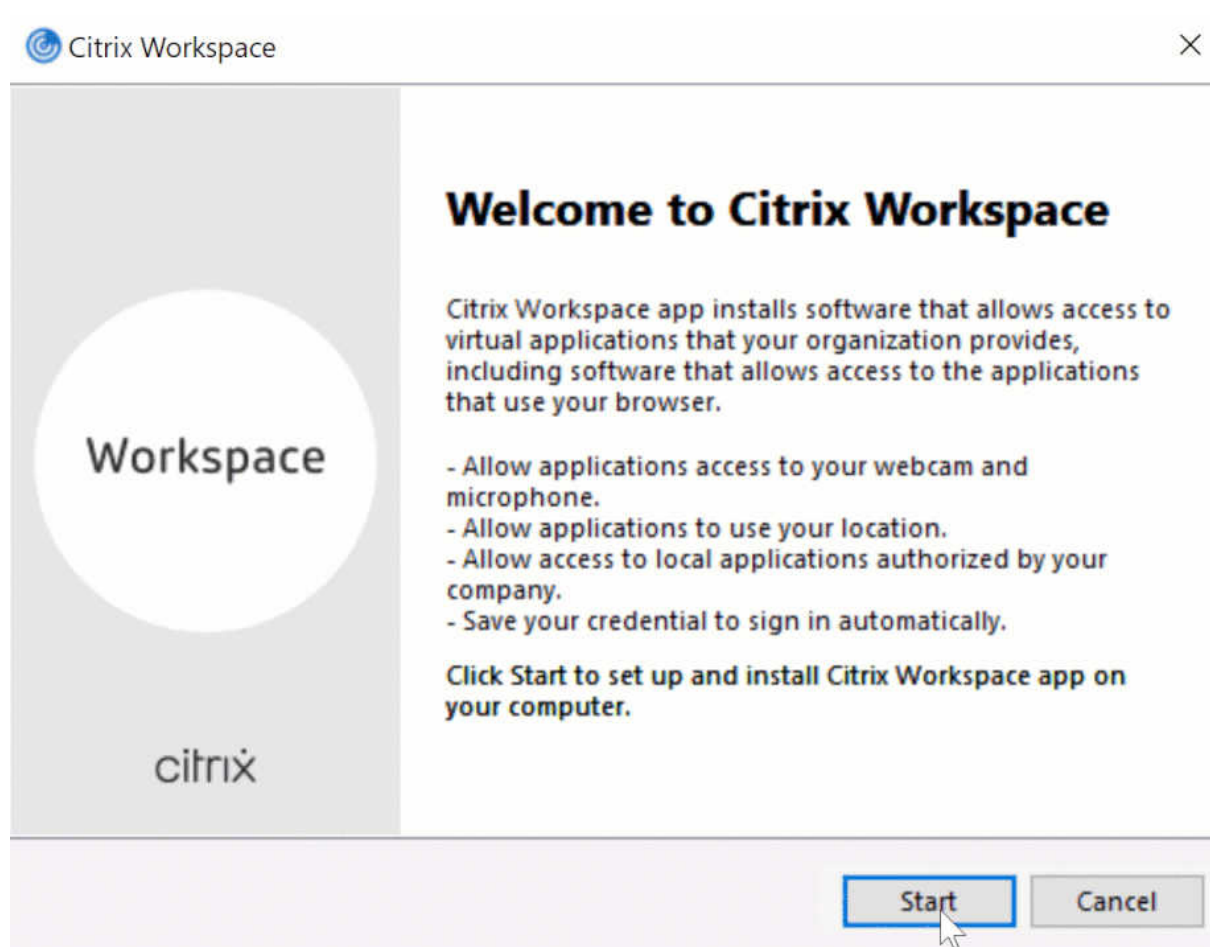 Citrix Workspace
Welcome to Citrix Workspace
Citrix Workspace app installs software that allows access to
virtual applications that your organization provides,
including software that allows access to the applications
that use your browser.
- Allow applications access to your webcam and
microphone.
- Allow applications to use your location.
- Allow access to local applications authorized by your
company.
- Save your credential to sign in automatically.
Click Start to set up and install Citrix Workspace app on
your computer.
Workspace
citrix
Start
Cancel